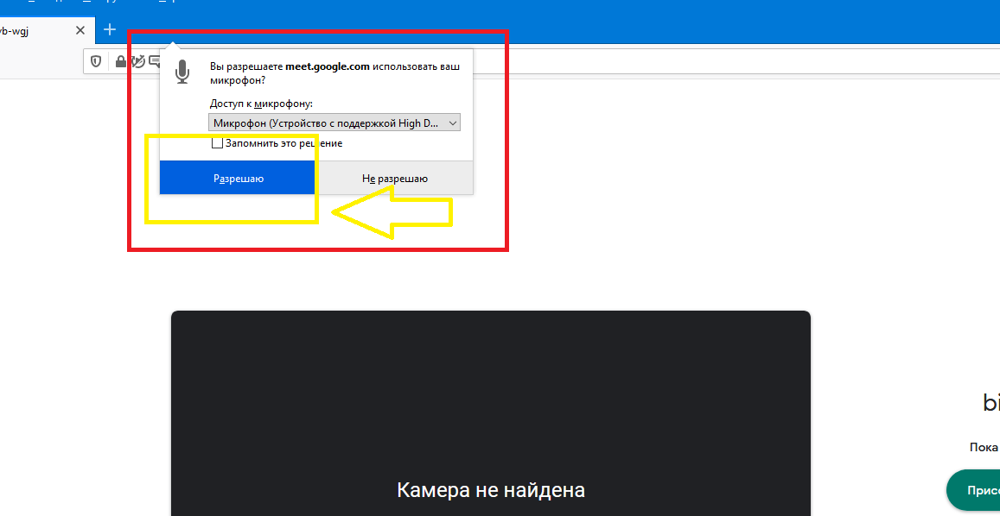 yb-wgj
Вы разрешаете meet.google.com использовать ваш
микрофон?
Доступ к микрофону:
Микрофон (Устройство с поддержкой High D...
Запомнить это решение
Разрешаю
Не разрешаю
Камера не найдена
bi
Пока
Присо